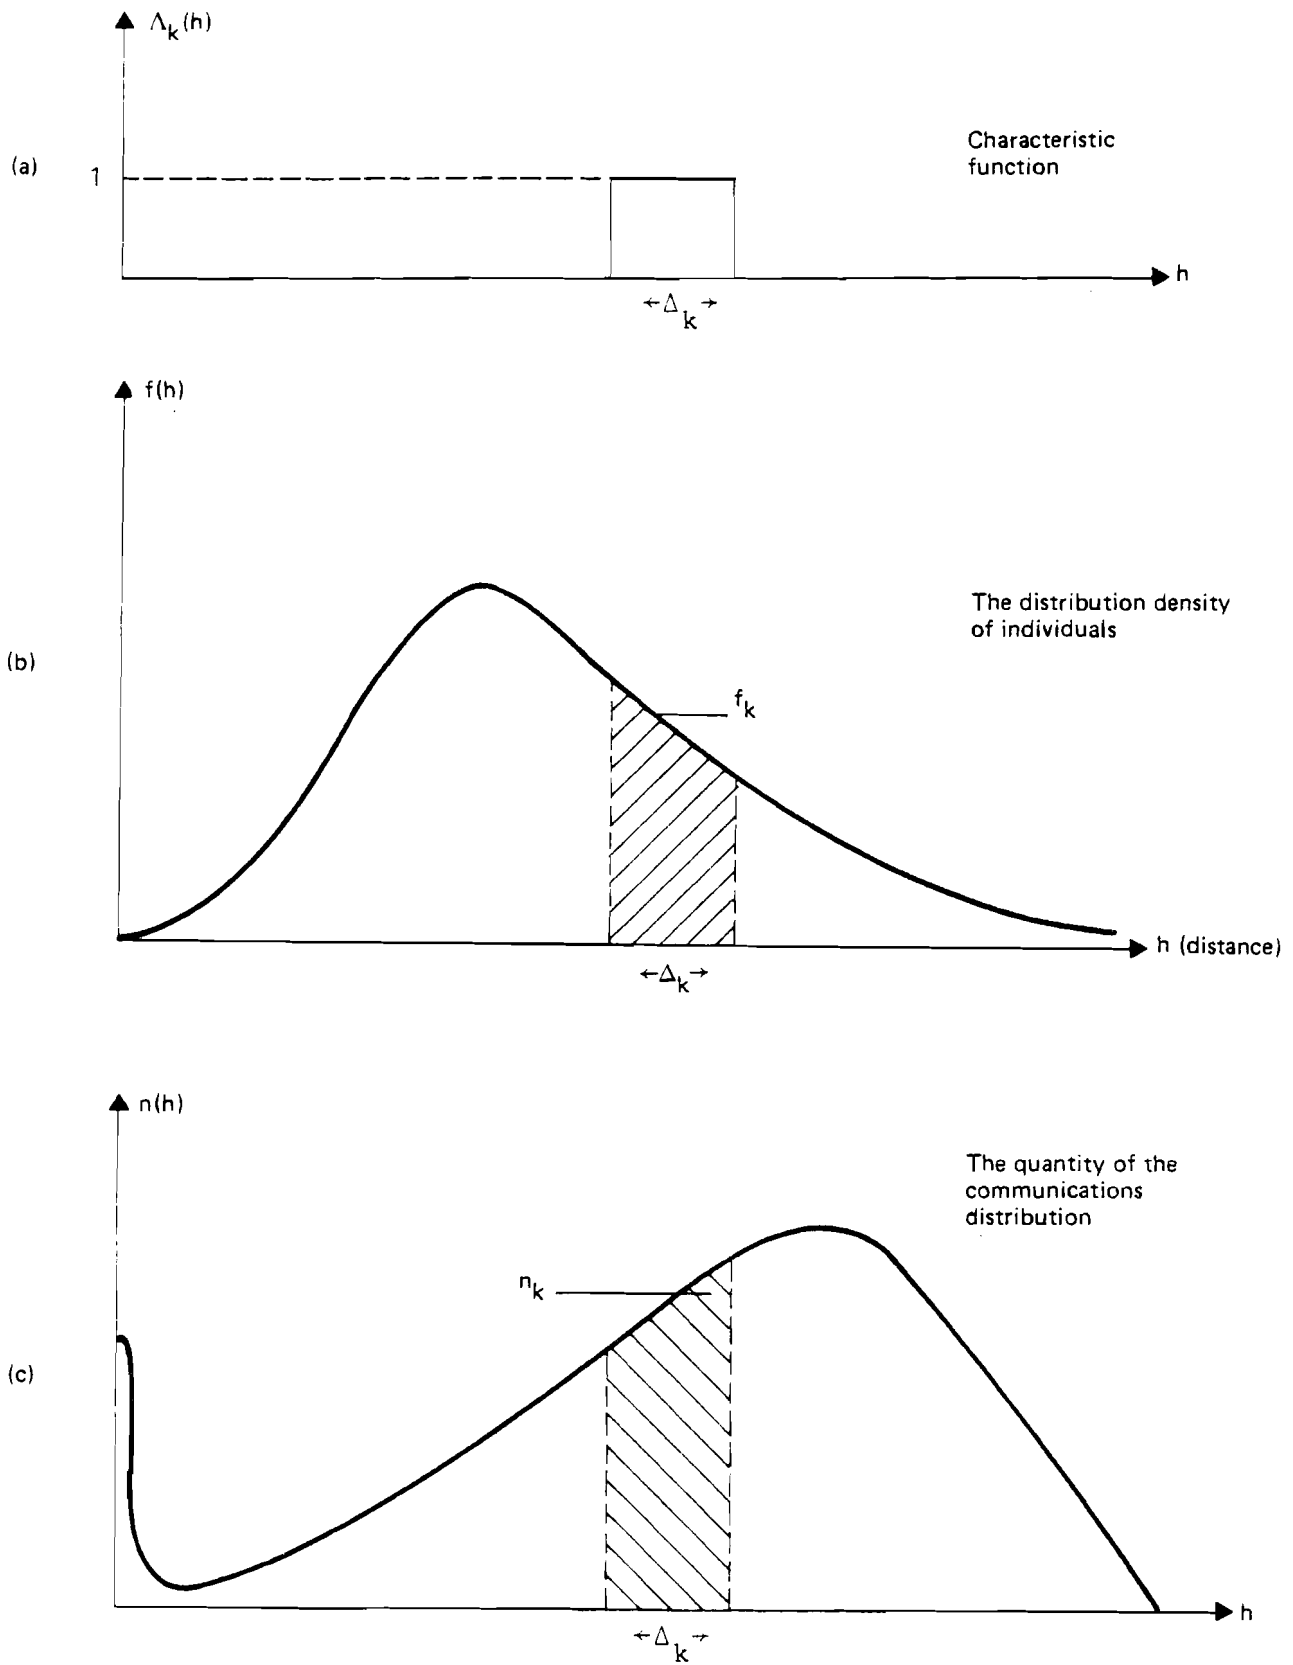 Λk(h)
Characteristic
function
(a)
1
h
←Δk→
f(h)
The distribution density
of individuals
(b)
fk
h (distance)
←Δk→
n(h)
The quantity of the
communications
distribution
nk
(c)
h
←Δk→